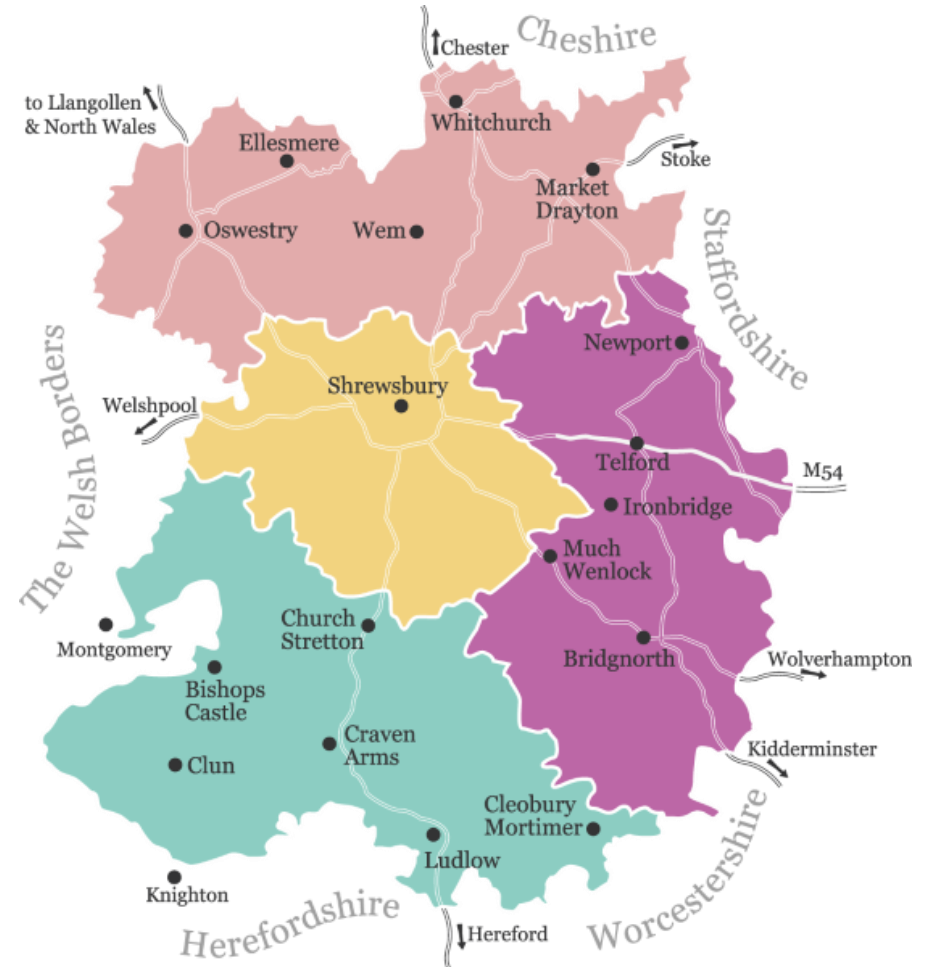 Cheshire
Chester
to Llangollen
& North Wales
Whitchurch
Ellesmere
Stoke
Market
Drayton
Oswestry
Wem
Staffordshire
Newport
The Welsh Borders
Shrewsbury
Welshpool
Telford
M54
Ironbridge
Much
Wenlock
Church
Stretton
Montgomery
Bridgnorth
Wolverhampton
Bishops
Castle
Craven
Arms
Kidderminster
Clun
Cleobury
Mortimer
Ludlow
Knighton
Herefordshire
Hereford
Worcestershire